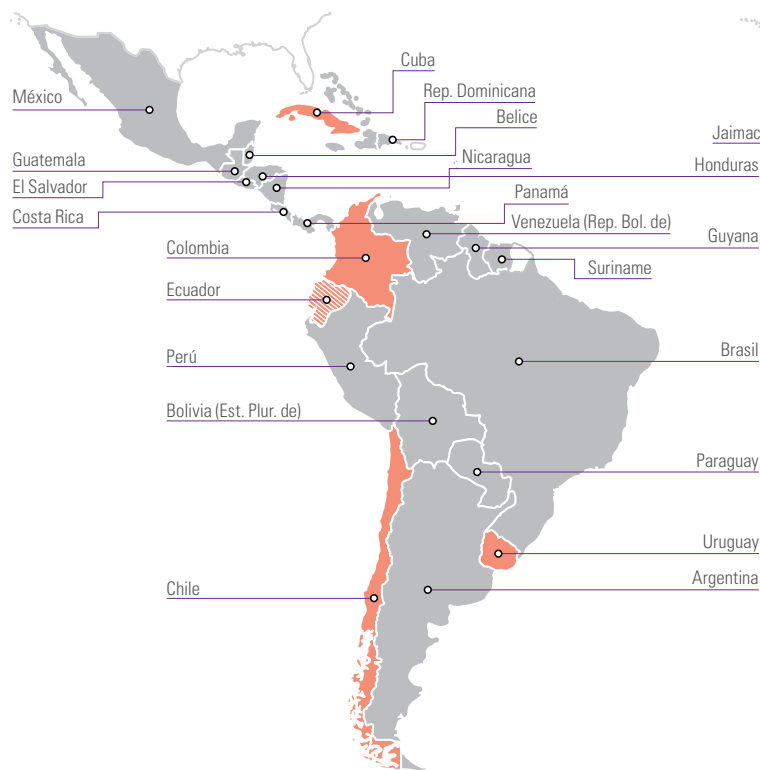 Cuba
Rep. Dominicana
México
Belice
Jaimac
Guatemala
Nicaragua
Honduras
El Salvador
Panamá
Costa Rica
Venezuela (Rep. Bol. de)
Guyana
Colombia
Suriname
Ecuador
Perú
Brasil
Bolivia (Est. Plur. de)
Paraguay
Uruguay
Argentina
Chile